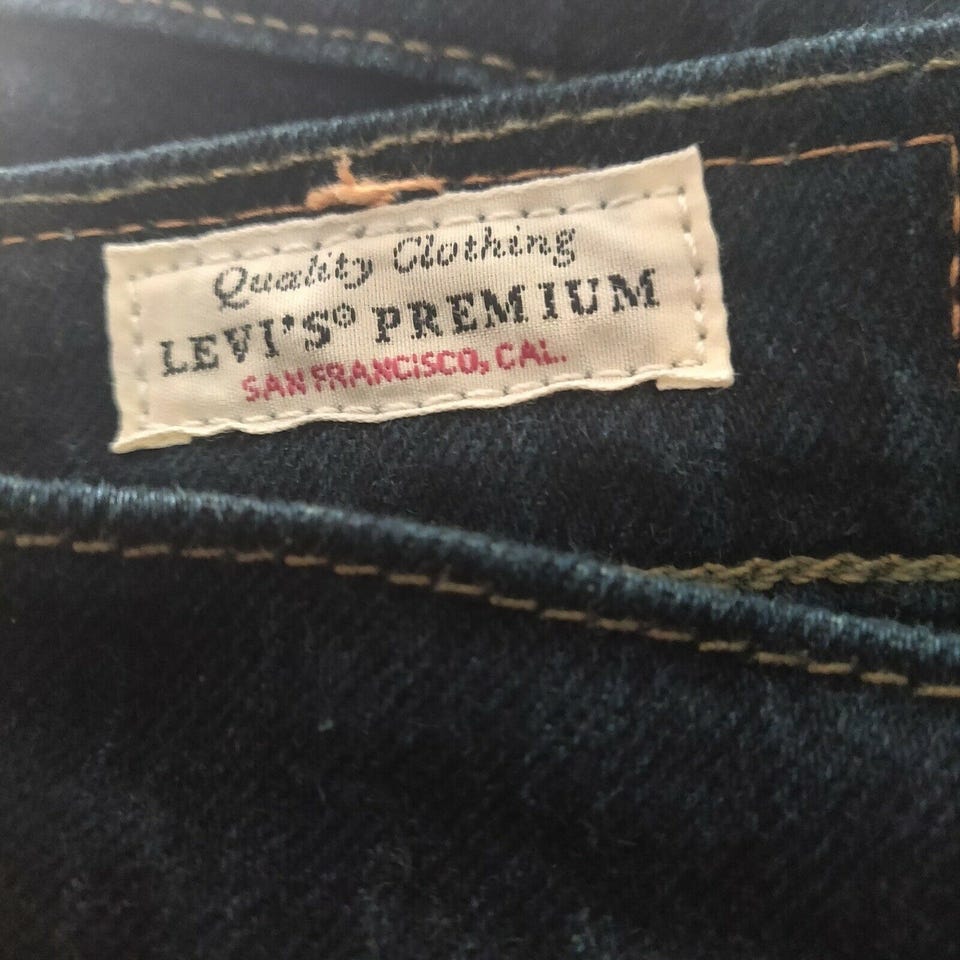 Quality Clothing
LEVI'S® PREMIUM
SAN FRANCISCO, CAL.